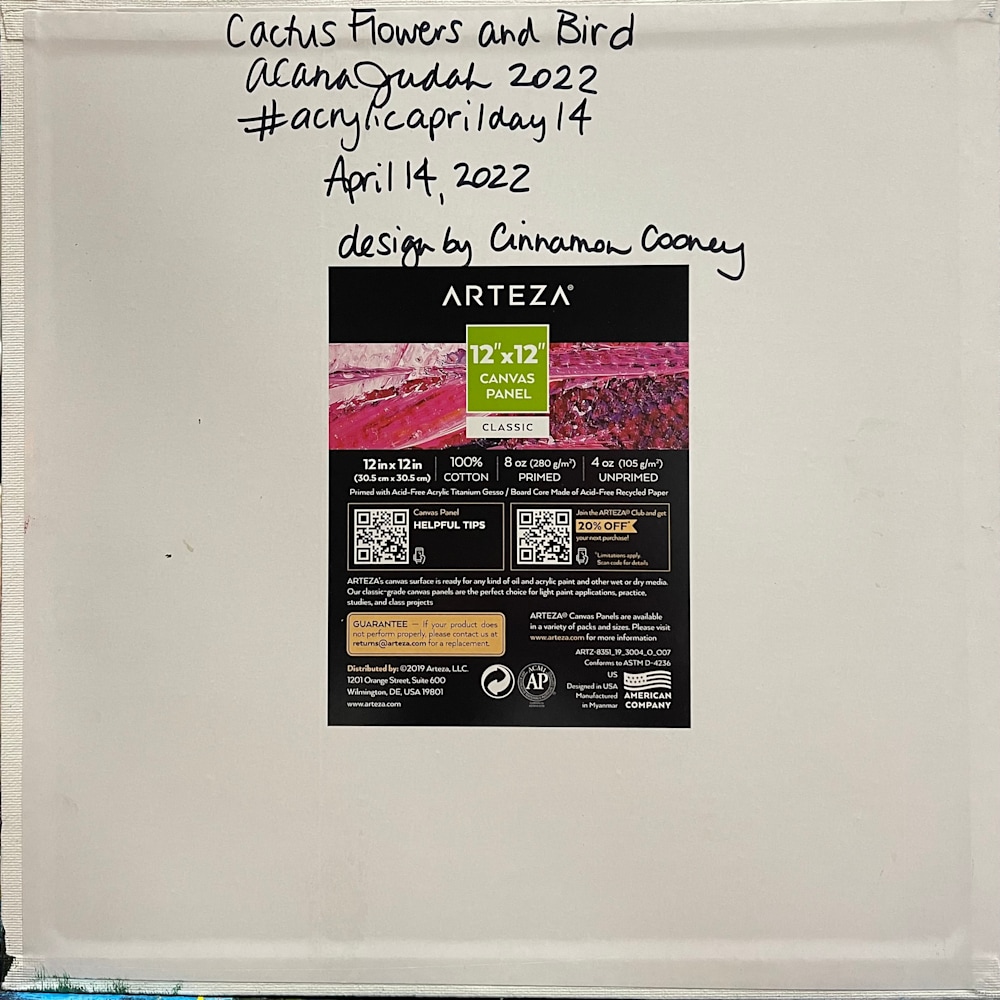 Cactus Flowers and Bird
acanaJudah 2022
#acrylicaprilday14
April 14, 2022
design by Cinnamon Cooney
ARTEZA®
12"x12"
CANVAS
PANEL
CLASSIC
12 in x 12 in
(30.5 cm x 30.5 cm)
100%
COTTON
8 oz (280 g/m²)
PRIMED
4 oz (105 g/m²)
UNPRIMED
Primed with Acid-Free Acrylic Titanium Gesso / Board Core Made of Acid-Free Recycled Paper
Canvas Panel
HELPFUL TIPS
Join the ARTEZA® Club and get
20% OFF*
your next purchase!
*Limitations apply.
Scan code for details
ARTEZA's canvas surface is ready for any kind of oil and acrylic paint and other wet or dry media.
Our classic-grade canvas panels are the perfect choice for light paint applications, practice,
studies, and class projects
GUARANTEE — If your product does
not perform properly, please contact us at
returns@arteza.com for a replacement.
ARTEZA® Canvas Panels are available
in a variety of packs and sizes. Please visit
www.arteza.com for more information
ARTZ-8351_19_3004_O_007
Conforms to ASTM D-4236
Distributed by: ©2019 Arteza, LLC.
1201 Orange Street, Suite 600
Wilmington, DE, USA 19801
www.arteza.com
ACMI
AP
US
Designed in USA
Manufactured
in Myanmar
AMERICAN
COMPANY